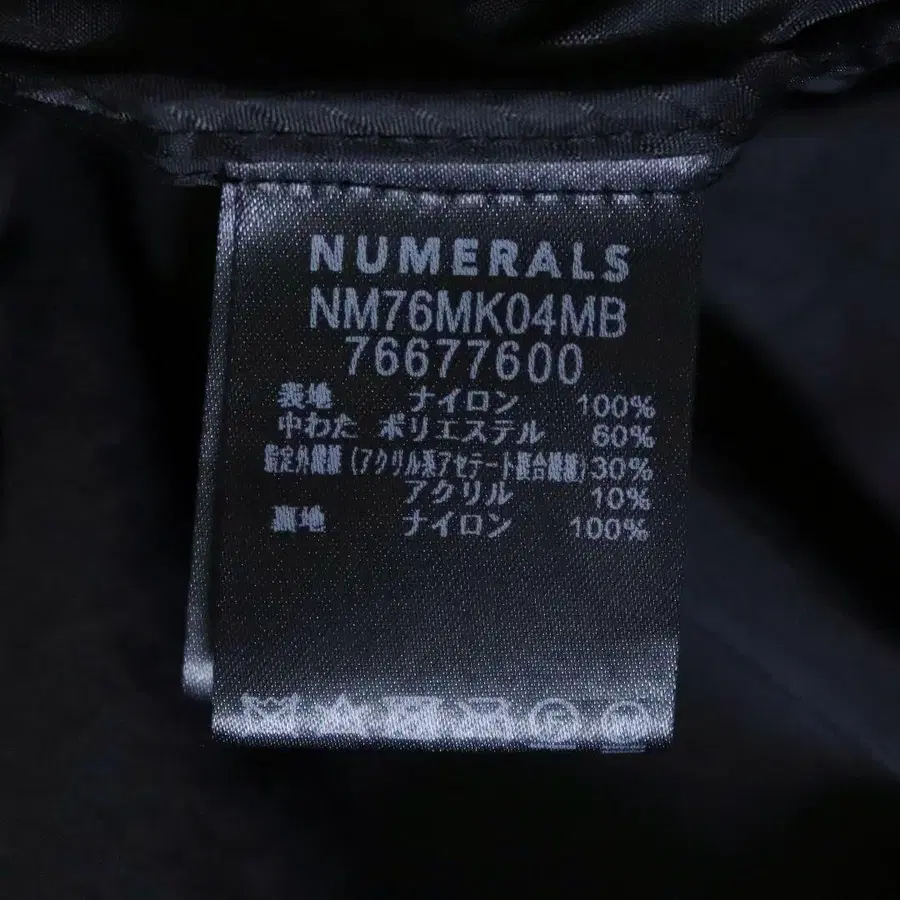 NUMERALS
NM76MK04MB
76677600
表地 ナイロン 100%
中わた ポリエステル 60%
指定外繊維(アクリル系アセテート複合繊維)30%
アクリル 10%
裏地 ナイロン 100%